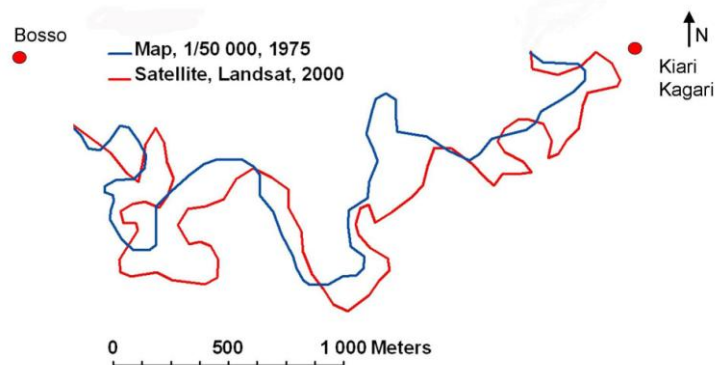 Bosso
Map, 1/50 000, 1975
Satellite, Landsat, 2000
N
Kiari
Kagari
0 500 1 000 Meters